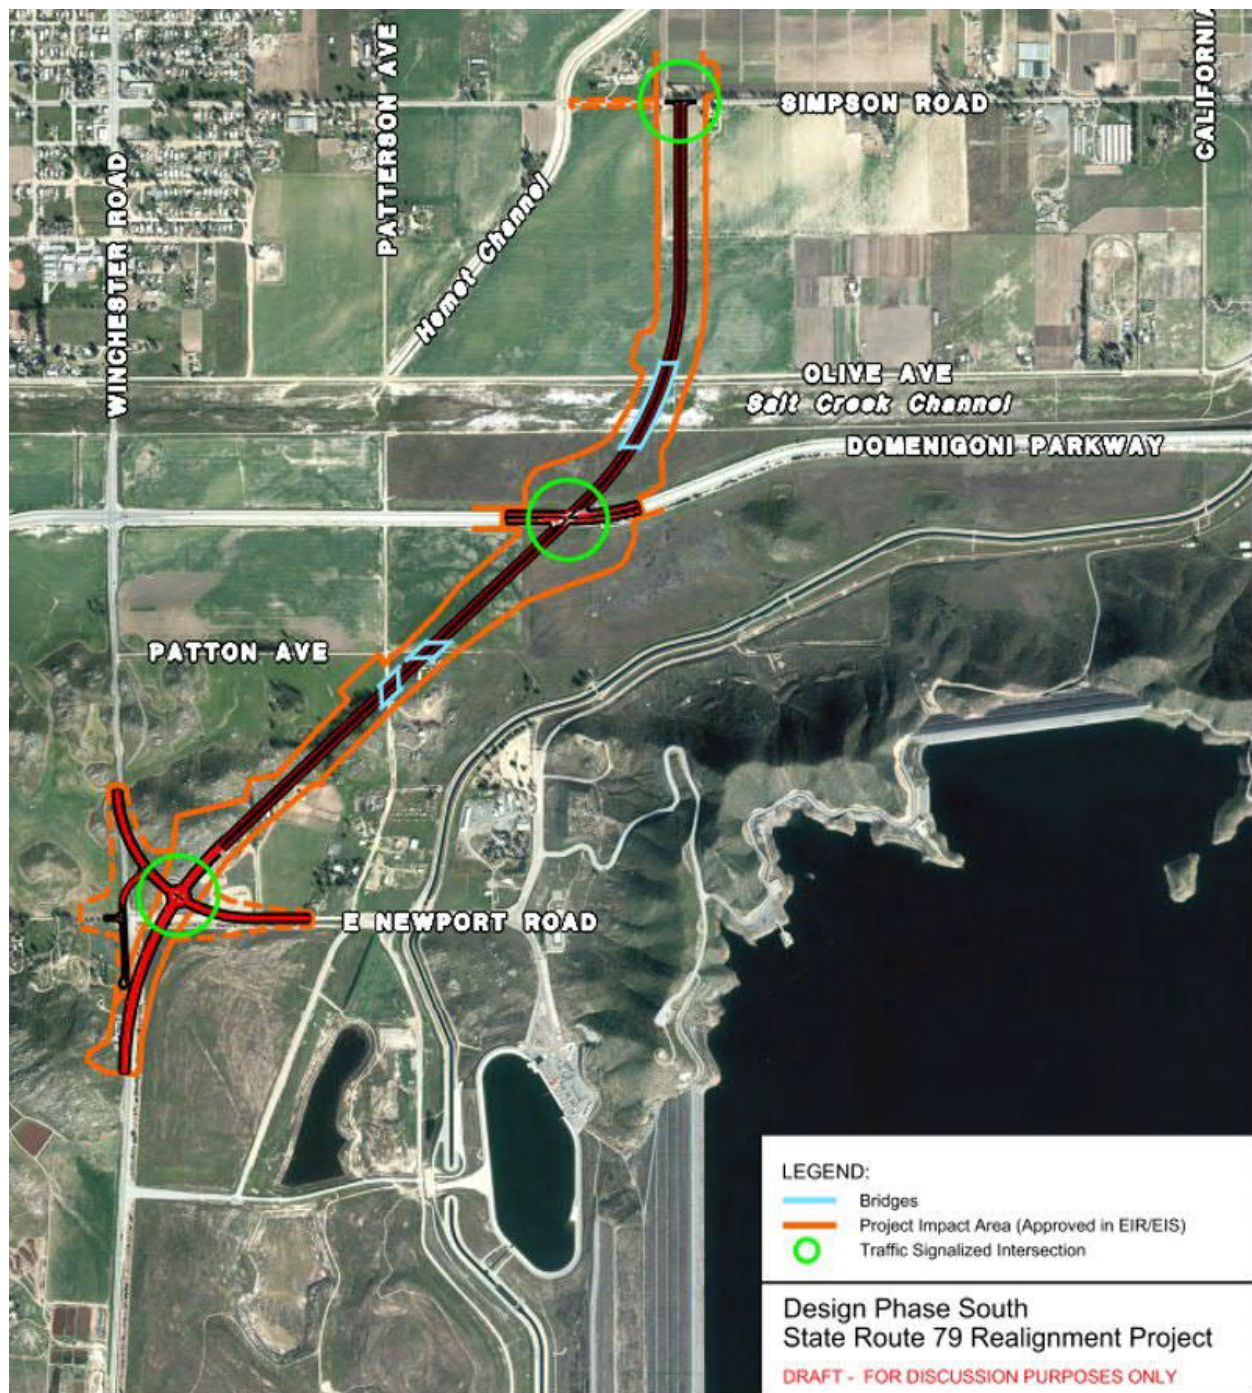 PATTERSON AVE
CALIFORNIA
SIMPSON ROAD
WINCHESTER ROAD
Hemet Channel
OLIVE AVE
Salt Creek Channel
DOMENIGONI PARKWAY
PATTON AVE
E NEWPORT ROAD
LEGEND:
Bridges
Project Impact Area (Approved in EIR/EIS)
Traffic Signalized Intersection
Design Phase South
State Route 79 Realignment Project
DRAFT - FOR DISCUSSION PURPOSES ONLY